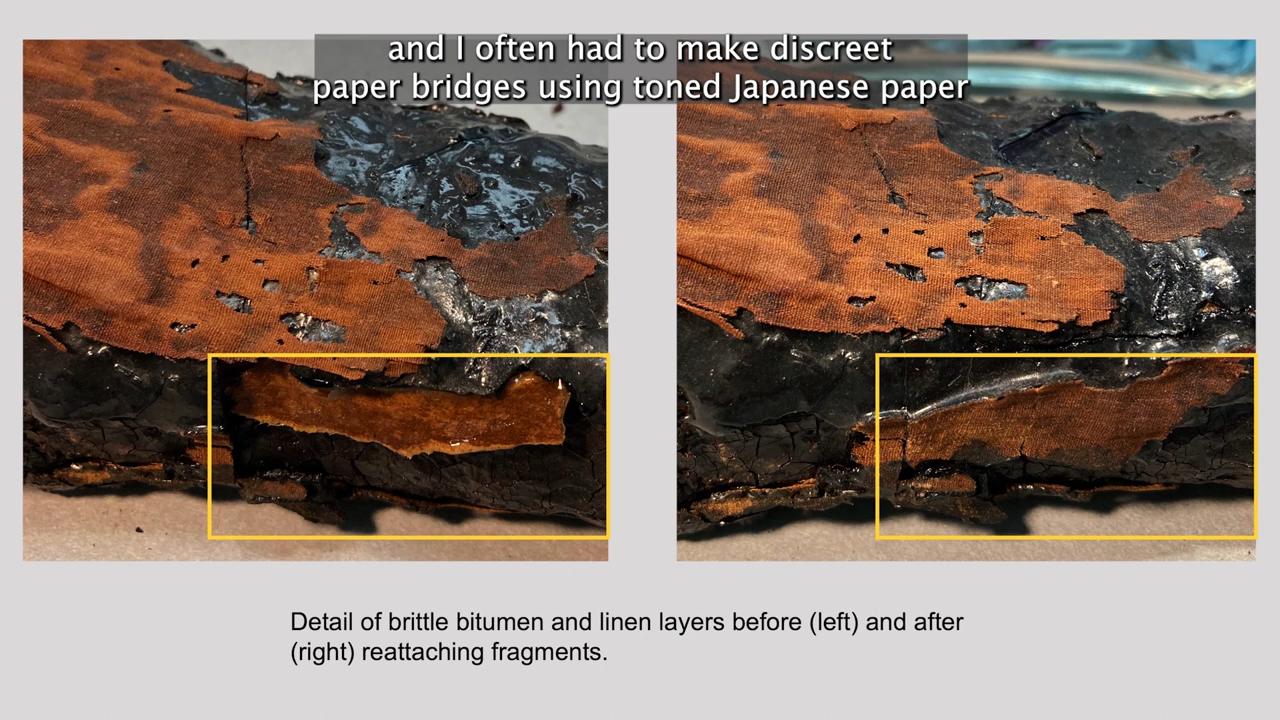 and I often had to make discreet
paper bridges using toned Japanese paper
Detail of brittle bitumen and linen layers before (left) and after
(right) reattaching fragments.